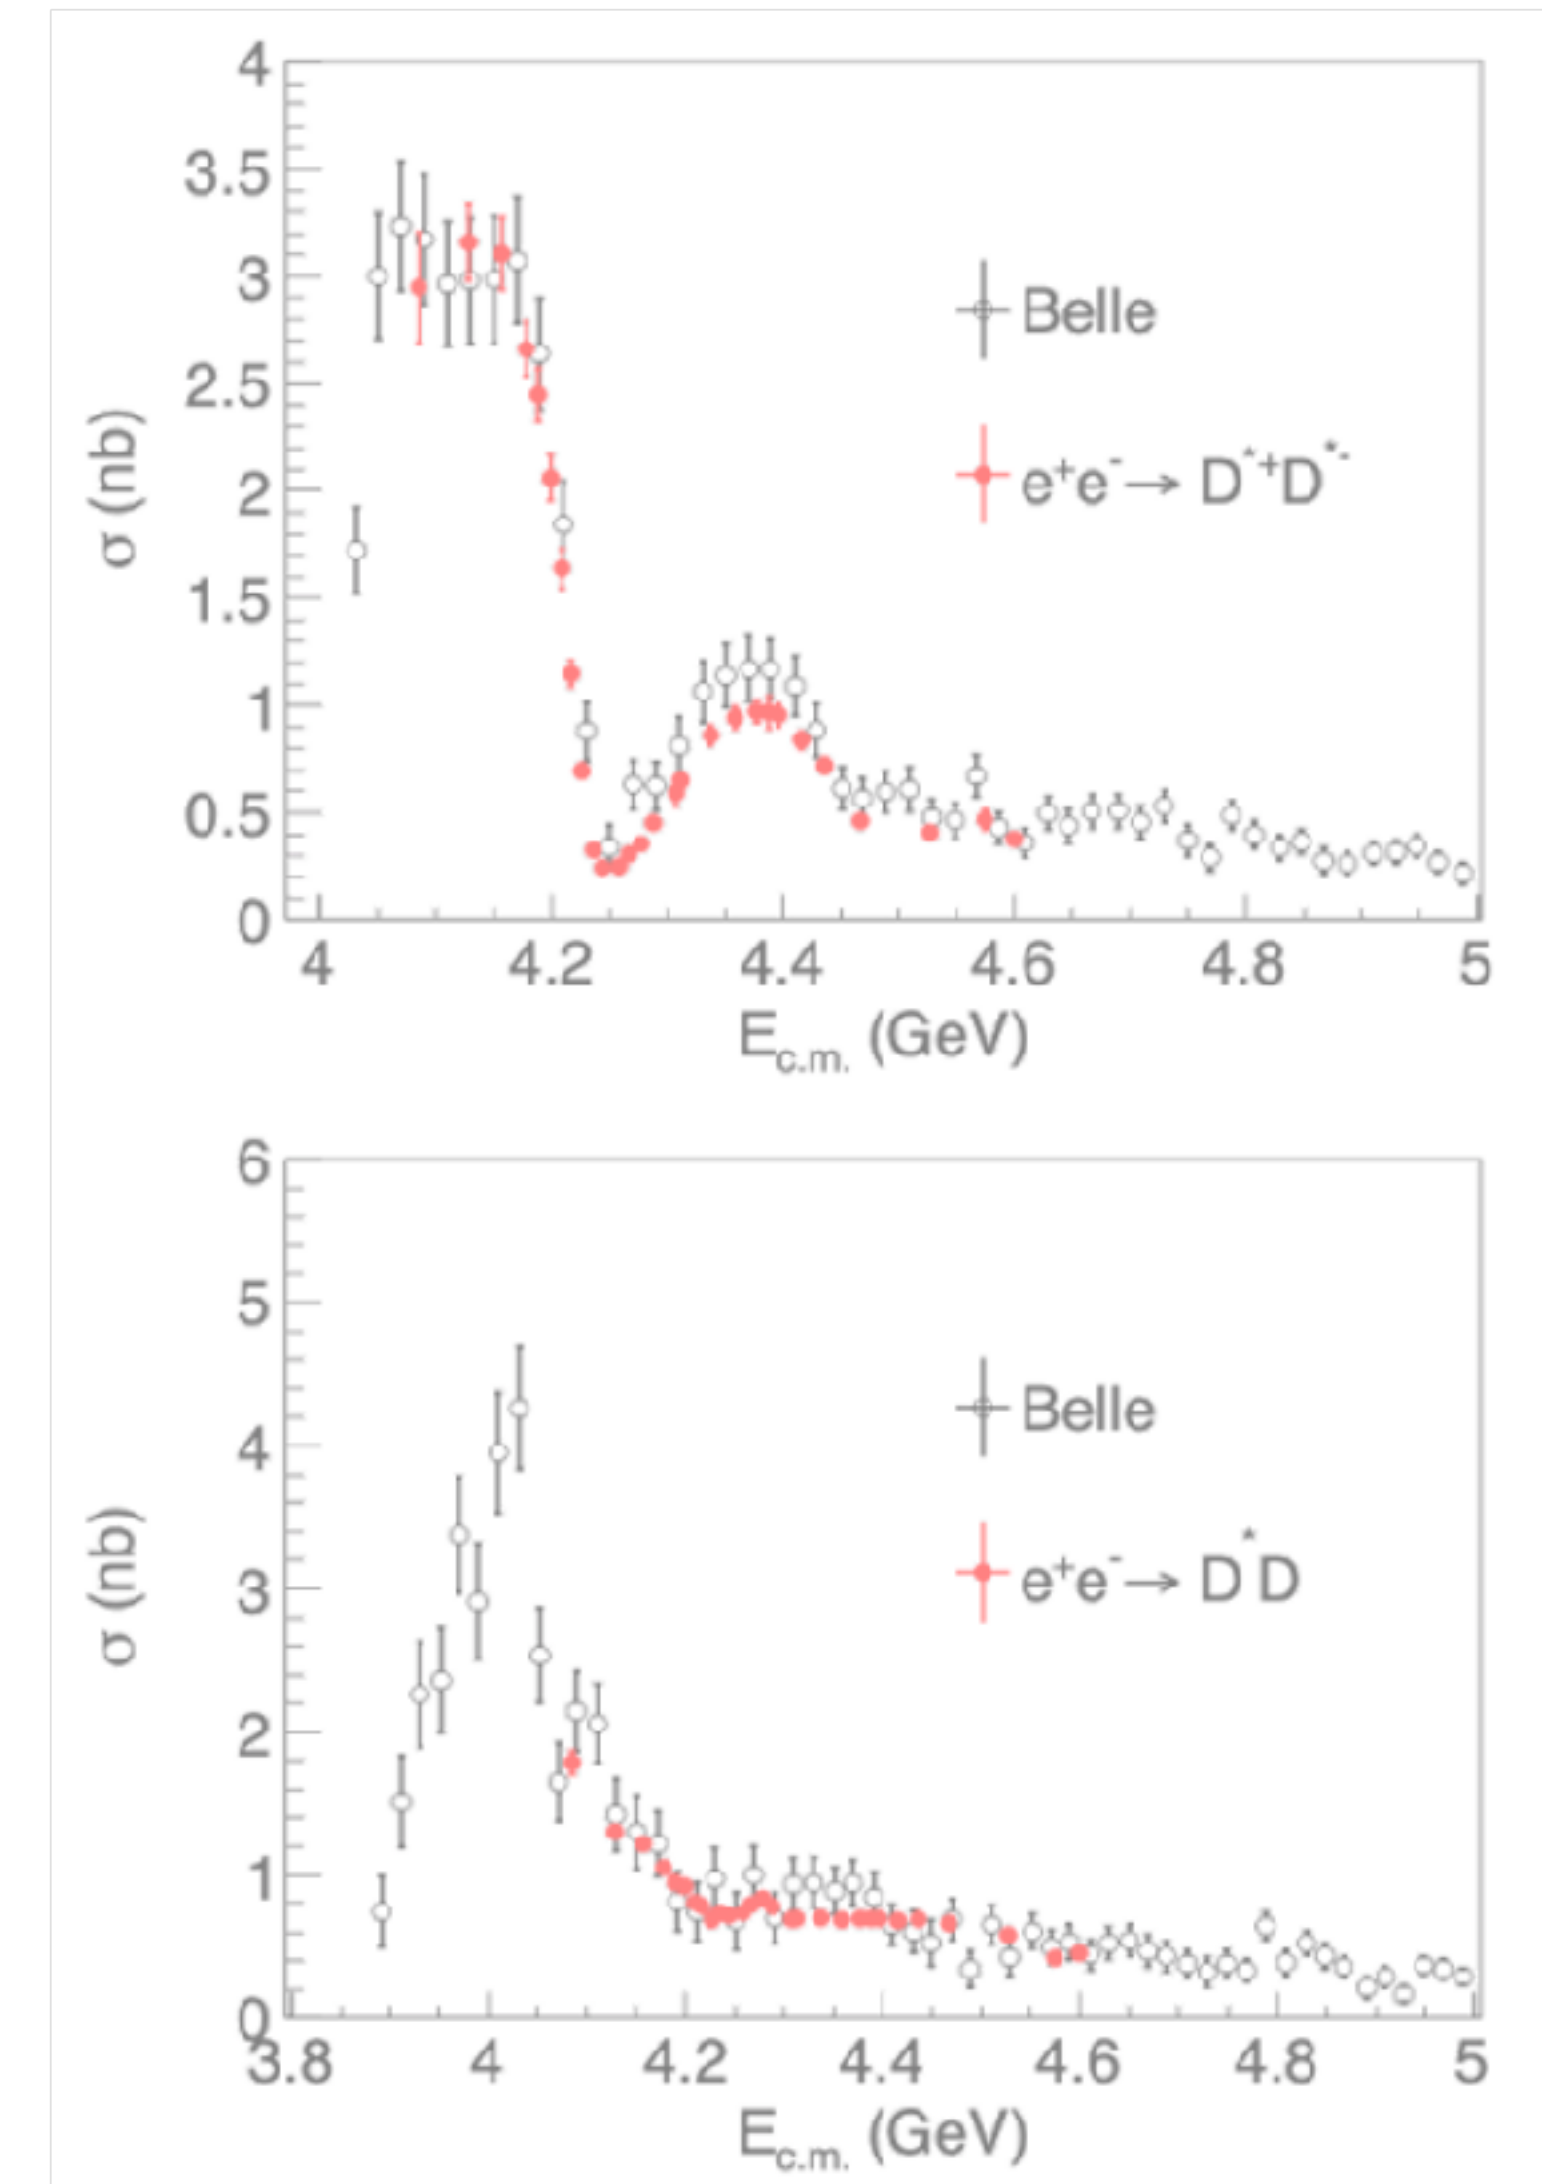 4
3.5
3
2.5
2
1.5
1
0.5
0
σ (nb)
Belle
e⁺e⁻→ D*⁺D*⁻
4 4.2 4.4 4.6 4.8 5
E_c.m. (GeV)
6
5
4
3
2
1
0
σ (nb)
Belle
e⁺e⁻→ D*D
3.8 4 4.2 4.4 4.6 4.8 5
E_c.m. (GeV)